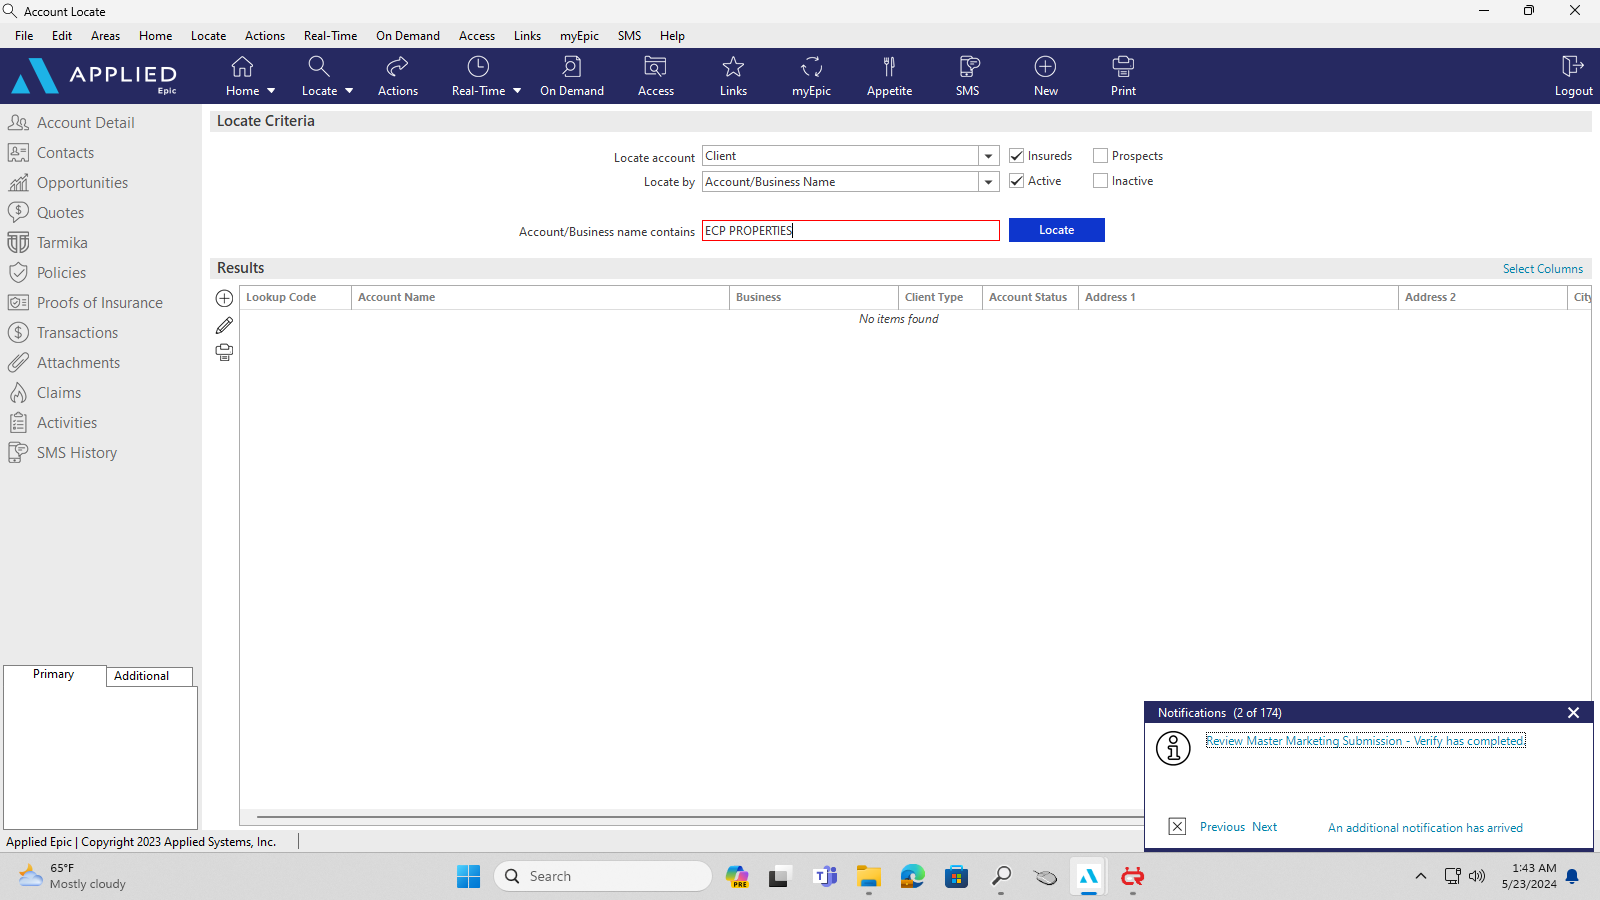 Account Locate
File Edit Areas Home Locate Actions Real-Time On Demand Access Links myEpic SMS Help
APPLIED
Epic
Home Locate Actions Real-Time On Demand Access Links myEpic Appetite SMS New Print Logout
Account Detail
Contacts
Opportunities
Quotes
Tarmika
Policies
Proofs of Insurance
Transactions
Attachments
Claims
Activities
SMS History
Primary Additional
Locate Criteria
Locate account Client Insureds Prospects
Locate by Account/Business Name Active Inactive
Account/Business name contains ECP PROPERTIES Locate
Results Select Columns
Lookup Code Account Name Business Client Type Account Status Address 1 Address 2 City
No items found
Notifications (2 of 174)
Review Master Marketing Submission - Verify has completed.
Previous Next An additional notification has arrived
Applied Epic | Copyright 2023 Applied Systems, Inc.
65°F
Mostly cloudy
Search
PRE
1:43 AM
5/23/2024